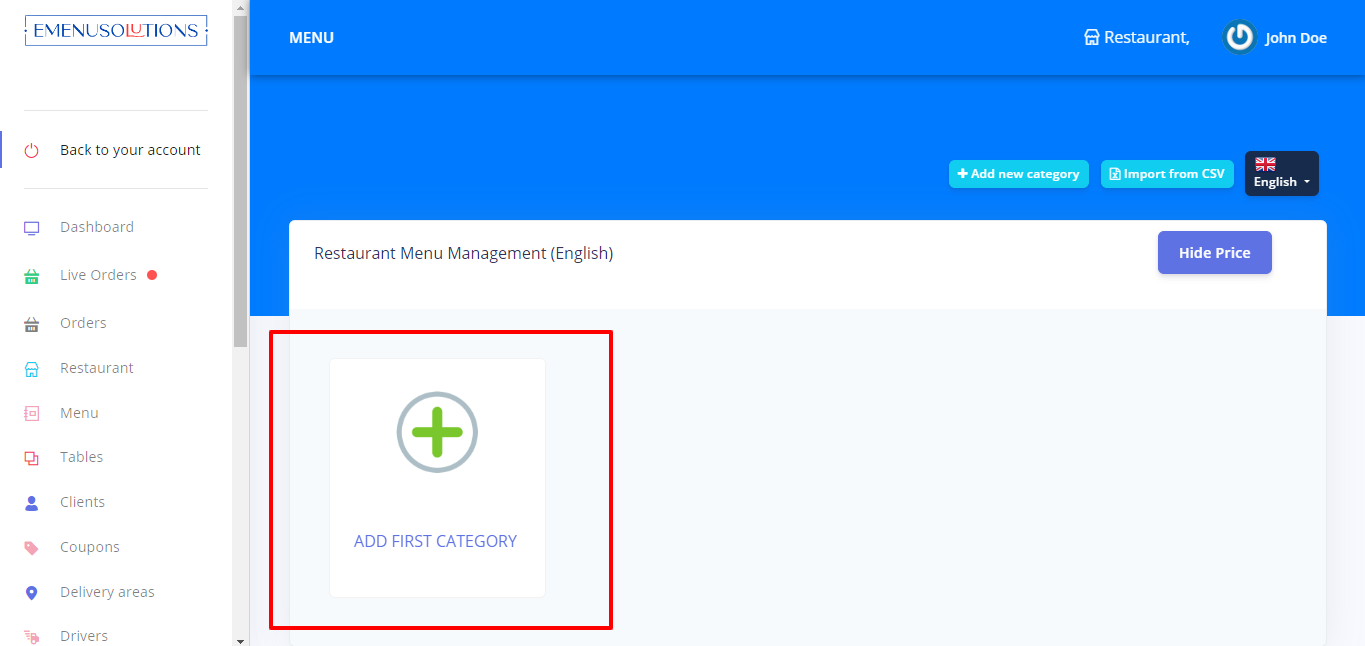 EMENUSOLUTIONS
MENU
Restaurant,
John Doe
Back to your account
Add new category
Import from CSV
English
Dashboard
Restaurant Menu Management (English)
Hide Price
Live Orders
Orders
Restaurant
Menu
Tables
Clients
Coupons
Delivery areas
Drivers
ADD FIRST CATEGORY